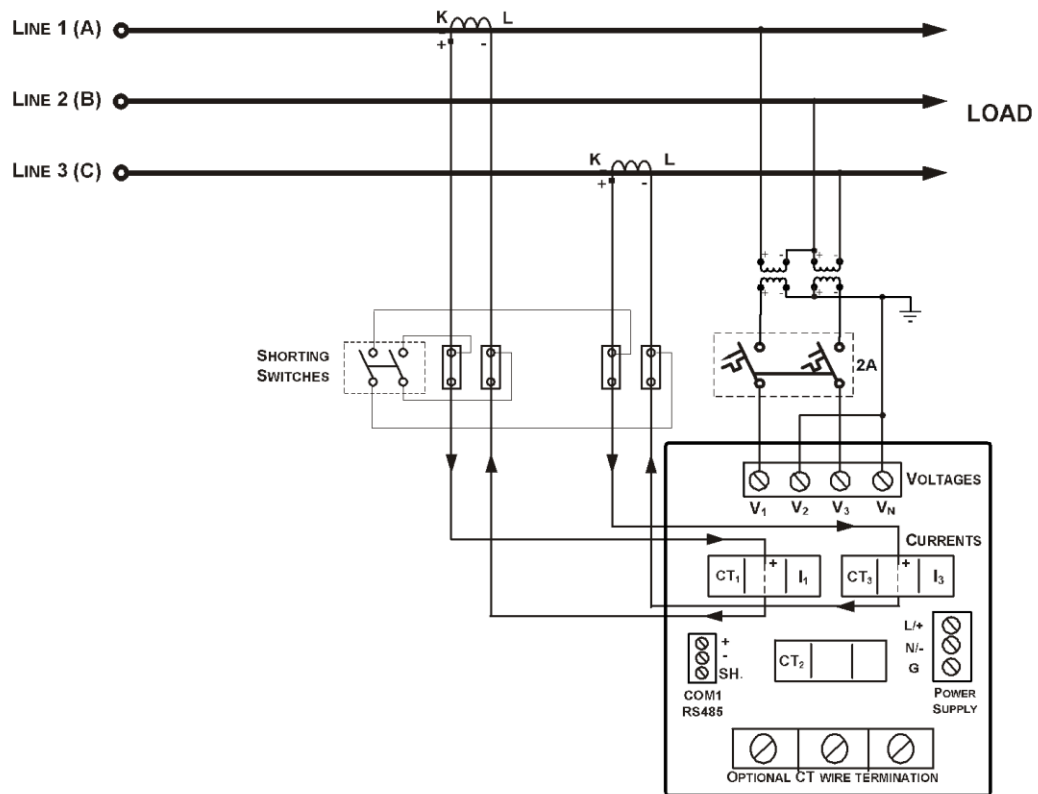 K L
LINE 1 (A)
+ -
LINE 2 (B)
LOAD
K L
LINE 3 (C)
+ -
+ - + -
+ - + -
SHORTING
SWITCHES
2A
VOLTAGES
V1 V2 V3 VN
CURRENTS
CT1 + I1
CT3 + I3
L/+
N/-
G
POWER
SUPPLY
+
-
SH.
COM1
RS485
CT2
OPTIONAL CT WIRE TERMINATION